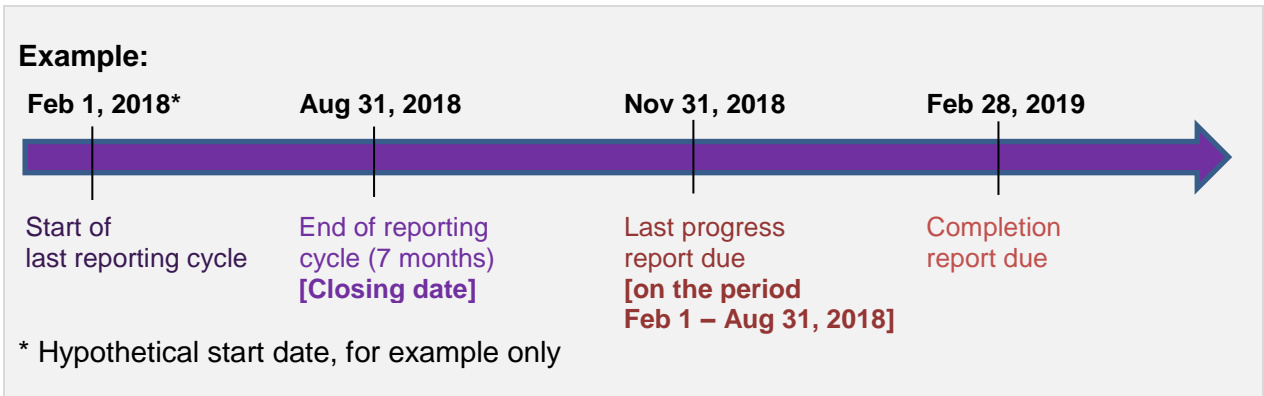 Example:
Feb 1, 2018*
Aug 31, 2018
Nov 31, 2018
Feb 28, 2019
Start of
last reporting cycle
End of reporting
cycle (7 months)
[Closing date]
Last progress
report due
[on the period
Feb 1 – Aug 31, 2018]
Completion
report due
* Hypothetical start date, for example only